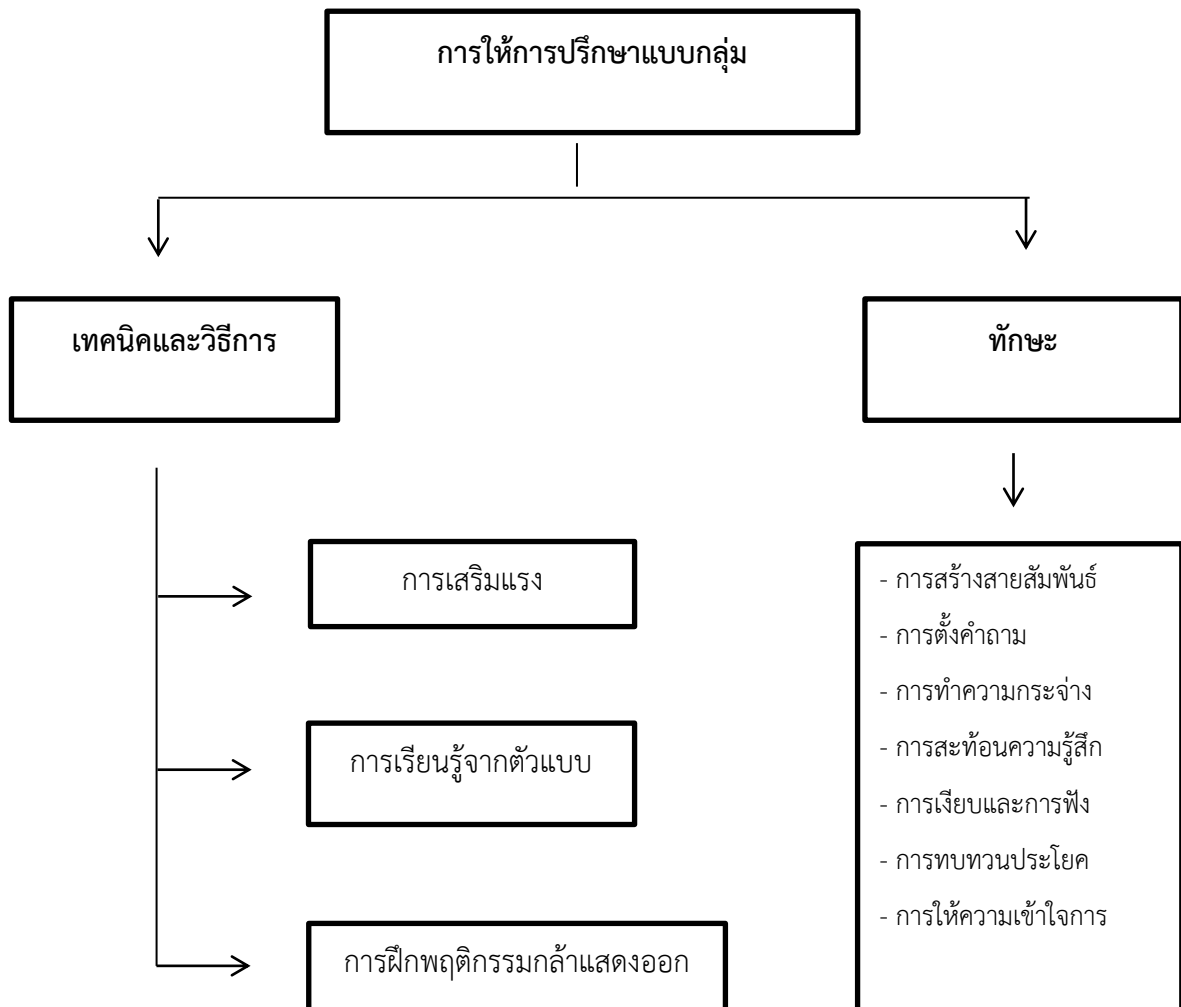 การให้การปรึกษาแบบกลุ่ม
เทคนิคและวิธีการ
ทักษะ
การเสริมแรง
การเรียนรู้จากตัวแบบ
การฝึกพฤติกรรมกล้าแสดงออก
- การสร้างสายสัมพันธ์
- การตั้งคำถาม
- การทำความกระจ่าง
- การสะท้อนความรู้สึก
- การเงียบและการฟัง
- การทบทวนประโยค
- การให้ความเข้าใจการ